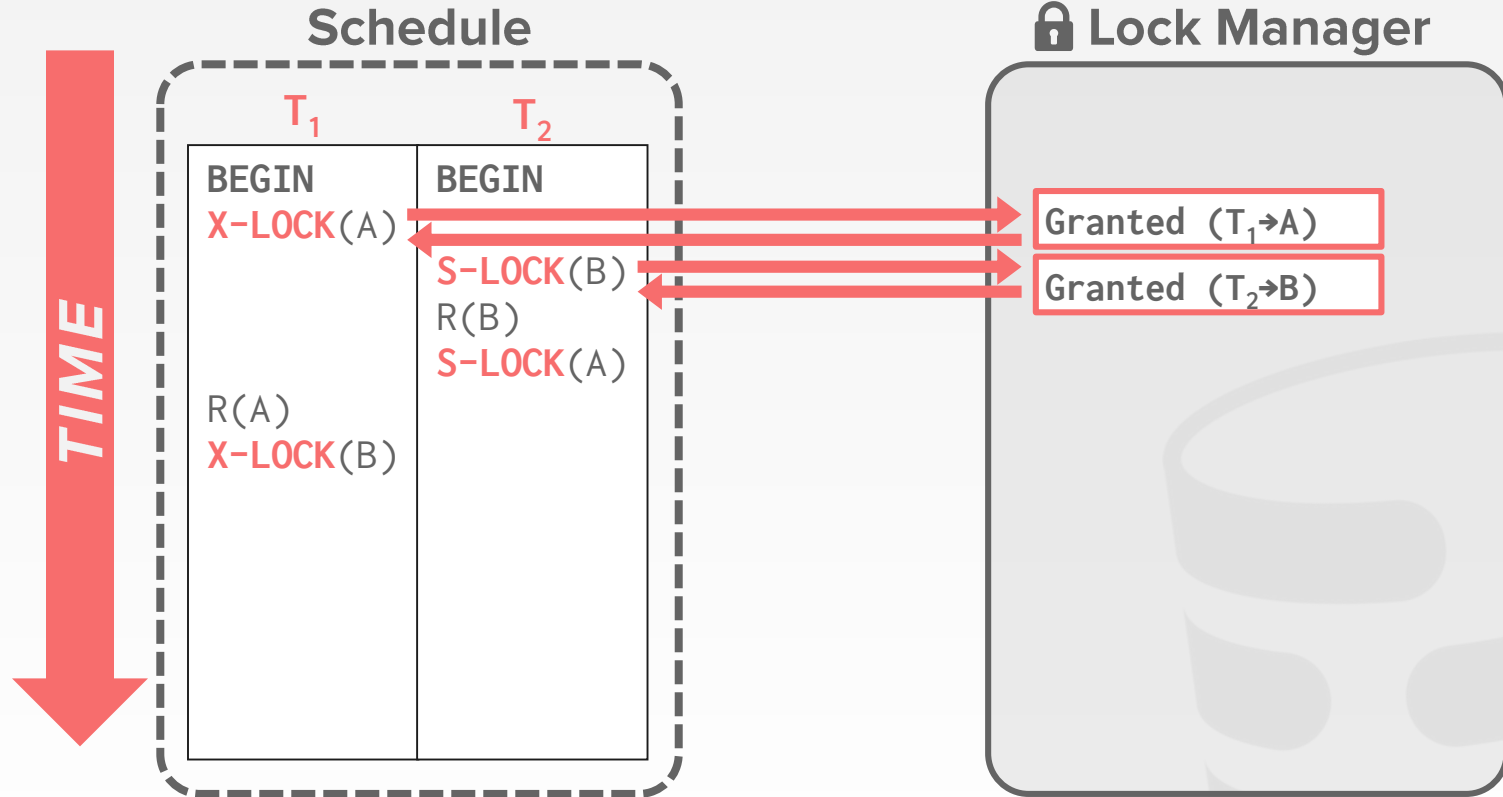 Schedule
Lock Manager
TIME
T₁ T₂
BEGIN BEGIN
X-LOCK(A)
Granted (T₁→A)
S-LOCK(B)
Granted (T₂→B)
R(B)
S-LOCK(A)
R(A)
X-LOCK(B)